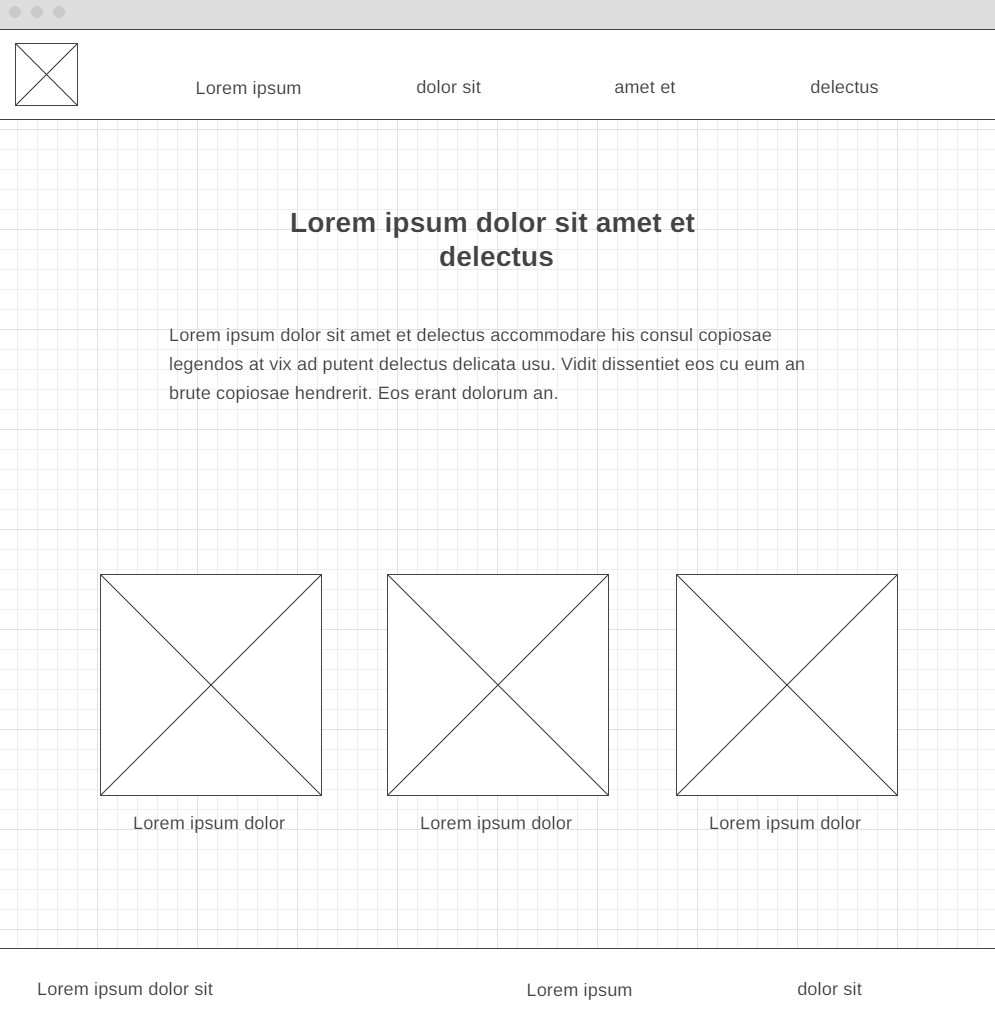 Lorem ipsum
dolor sit
amet et
delectus
Lorem ipsum dolor sit amet et
delectus
Lorem ipsum dolor sit amet et delectus accommodare his consul copiosae
legendos at vix ad putent delectus delicata usu. Vidit dissentiet eos cu eum an
brute copiosae hendrerit. Eos erant dolorum an.
Lorem ipsum dolor
Lorem ipsum dolor
Lorem ipsum dolor
Lorem ipsum dolor sit
Lorem ipsum
dolor sit